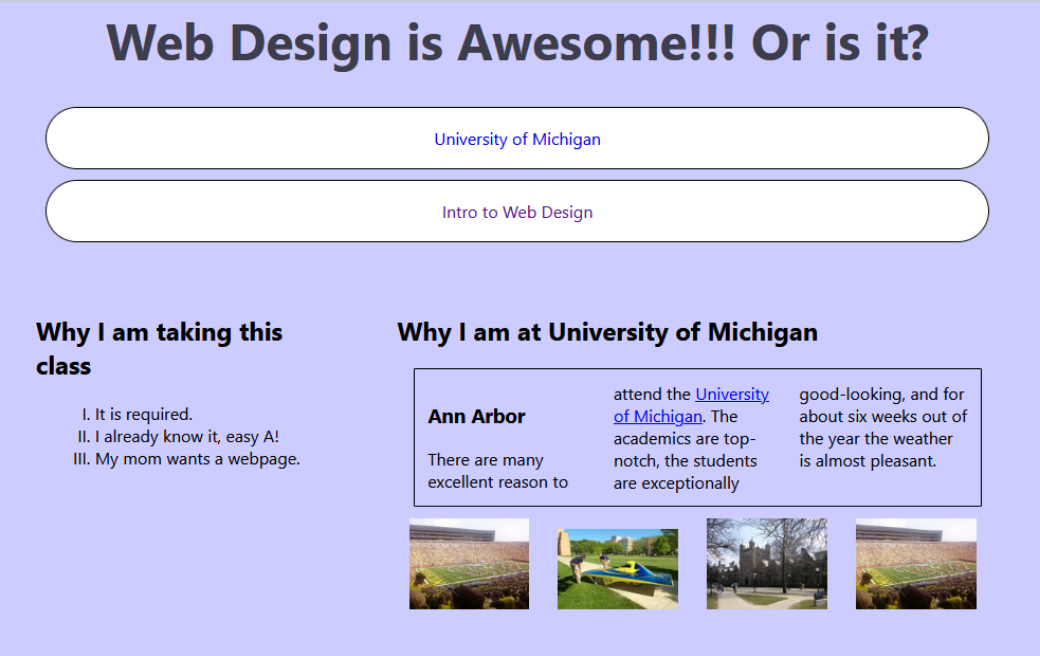 Web Design is Awesome!!! Or is it?
University of Michigan
Intro to Web Design
Why I am taking this
class
I. It is required.
II. I already know it, easy A!
III. My mom wants a webpage.
Why I am at University of Michigan
Ann Arbor
There are many
excellent reason to
attend the University
of Michigan. The
academics are top-
notch, the students
are exceptionally
good-looking, and for
about six weeks out of
the year the weather
is almost pleasant.